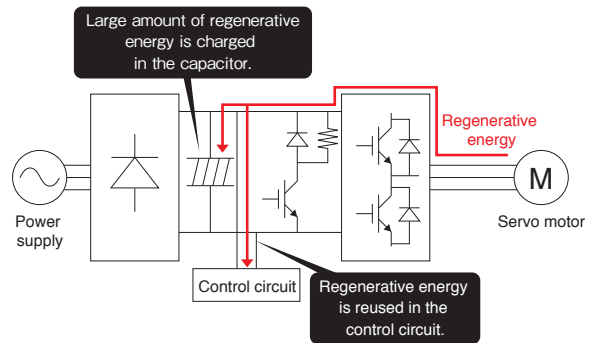 Large amount of regenerative
energy is charged
in the capacitor.
Regenerative
energy
M
Power
supply
Servo motor
Control circuit
Regenerative energy
is reused in the
control circuit.